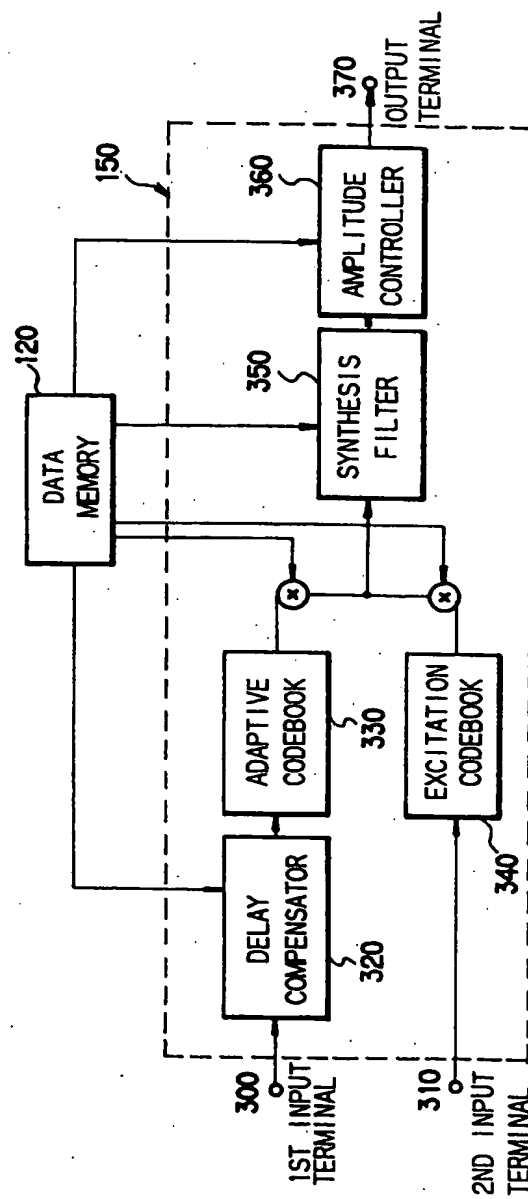 120
DATA
MEMORY
150
300
1ST INPUT
TERMINAL
DELAY
COMPENSATOR
320
ADAPTIVE
CODEBOOK
330
x
SYNTHESIS
FILTER
350
AMPLITUDE
CONTROLLER
360
370
OUTPUT
TERMINAL
310
2ND INPUT
TERMINAL
EXCITATION
CODEBOOK
340
x